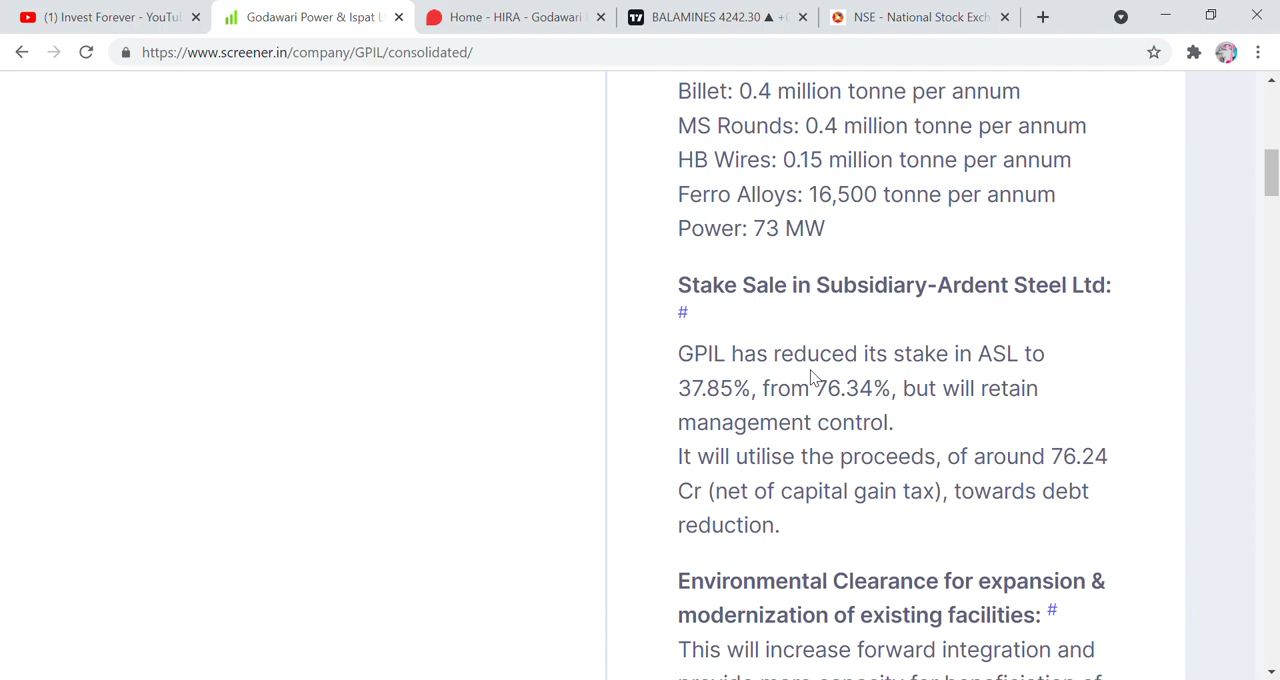 (1) Invest Forever - YouTu
Godawari Power & Ispat L
Home - HIRA - Godawari
BALAMINES 4242.30 ▲ +
NSE - National Stock Exch
https://www.screener.in/company/GPIL/consolidated/
Billet: 0.4 million tonne per annum
MS Rounds: 0.4 million tonne per annum
HB Wires: 0.15 million tonne per annum
Ferro Alloys: 16,500 tonne per annum
Power: 73 MW
Stake Sale in Subsidiary-Ardent Steel Ltd:
#
GPIL has reduced its stake in ASL to
37.85%, from 76.34%, but will retain
management control.
It will utilise the proceeds, of around 76.24
Cr (net of capital gain tax), towards debt
reduction.
Environmental Clearance for expansion &
modernization of existing facilities: #
This will increase forward integration and
provide more capacity for beneficiation of